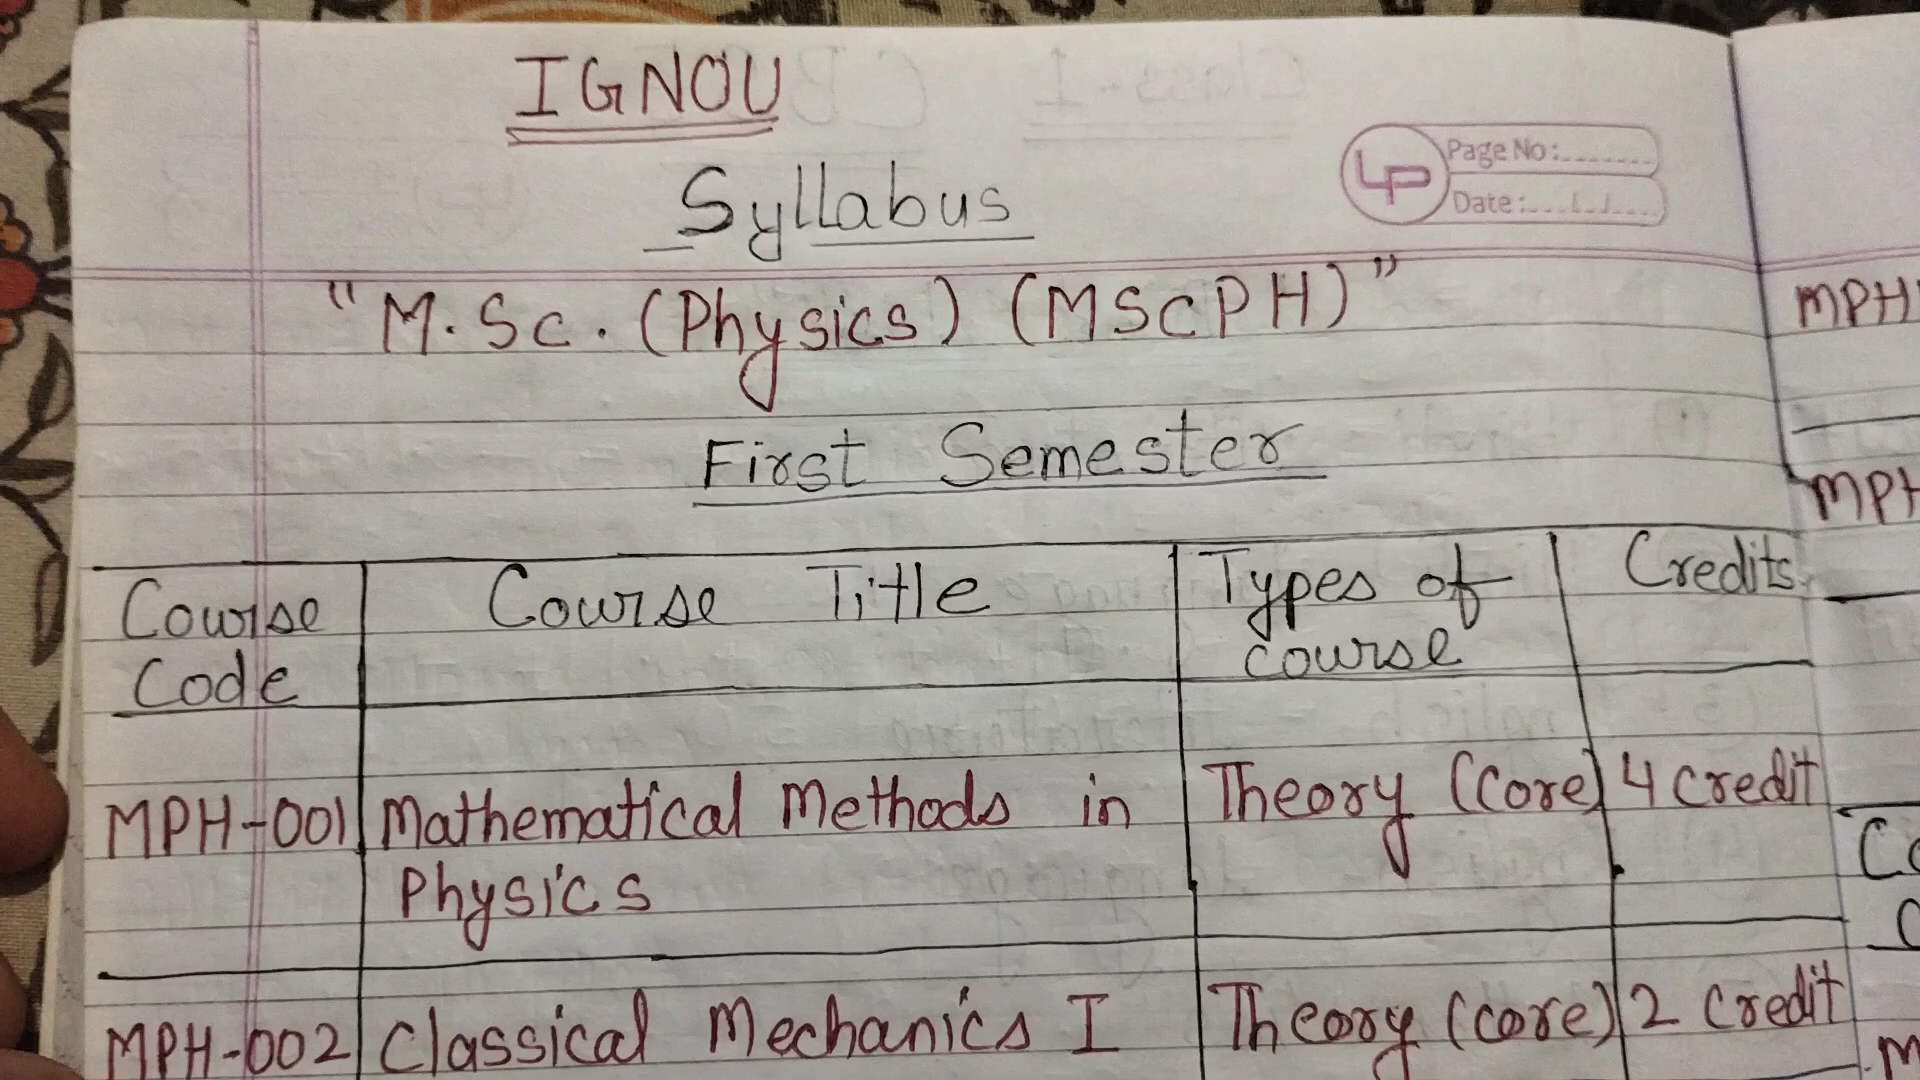 IGNOU
Syllabus
LP
Page No:
Date:
"M.Sc. (Physics) (MSCPH)"
First Semester
Course Code
Course Title
Types of course
Credits
MPH-001
Mathematical Methods in Physics
Theory (Core)
4 credit
MPH-002
Classical Mechanics I
Theory (core)
2 Credit
MPH
MPH